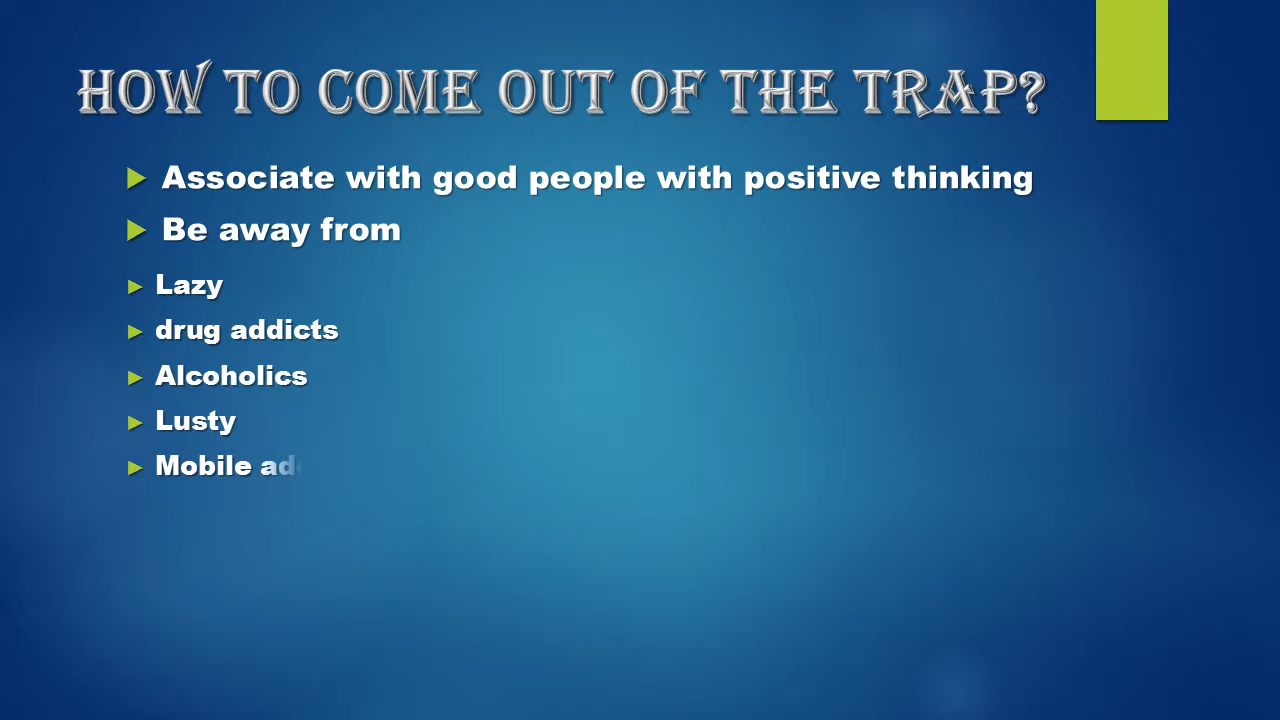 HOW TO COME OUT OF THE TRAP?
Associate with good people with positive thinking
Be away from
Lazy
drug addicts
Alcoholics
Lusty
Mobile